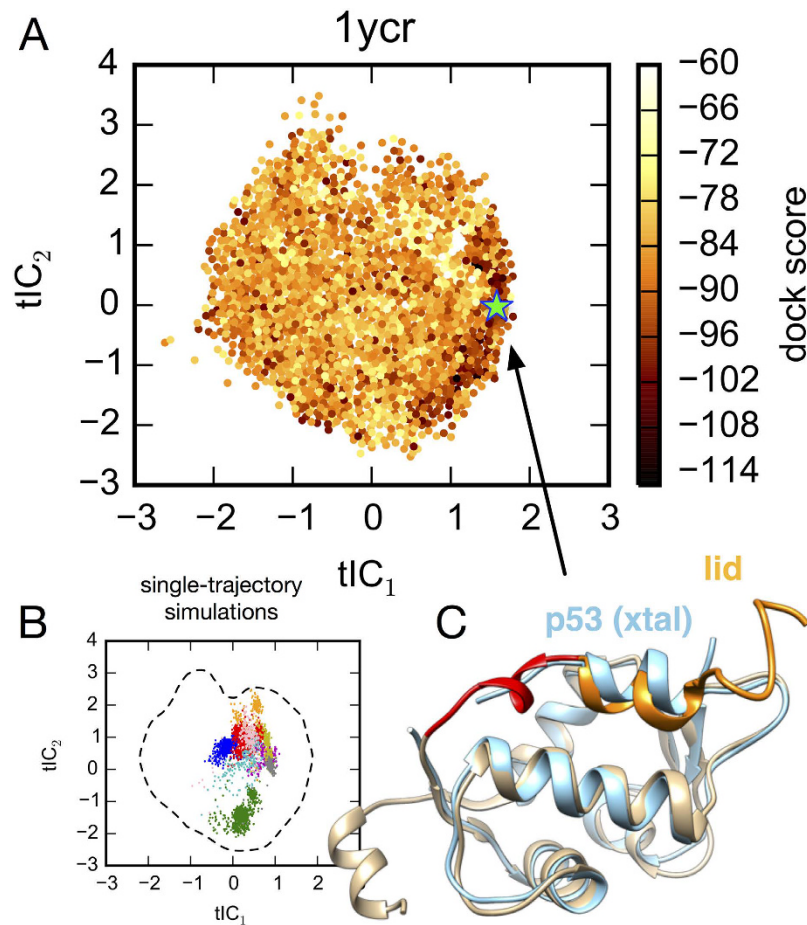 A
1ycr
4
3
2
1
0
−1
−2
−3
tIC2
−3 −2 −1 0 1 2 3
tIC1
−60
−66
−72
−78
−84
−90
−96
−102
−108
−114
dock score
B
single-trajectory
simulations
4
3
2
1
0
−1
−2
−3
tIC2
−3 −2 −1 0 1 2
tIC1
C
lid
p53 (xtal)